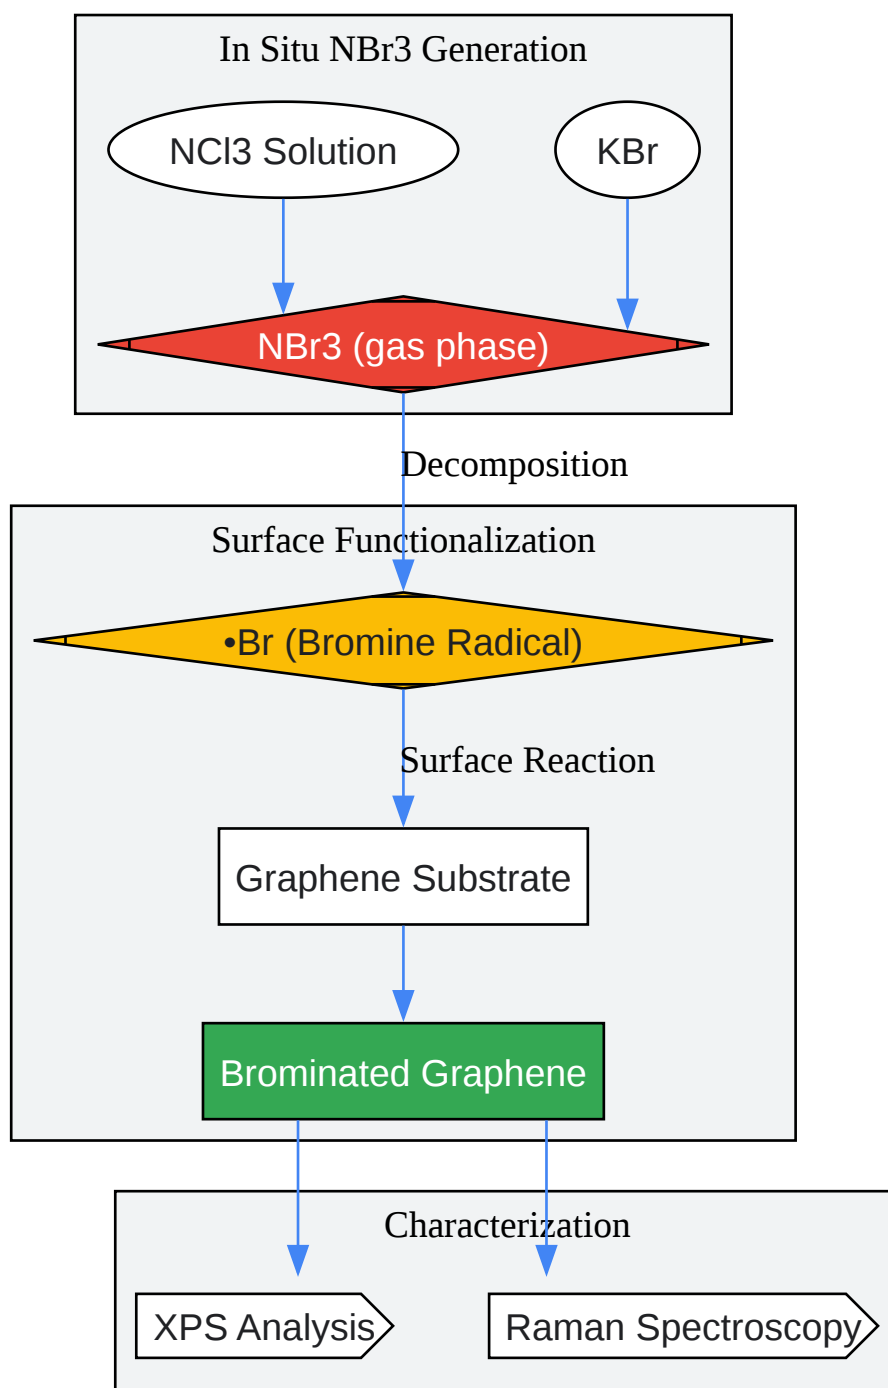 In Situ NBr3 Generation
NCl3 Solution
KBr
NBr3 (gas phase)
Decomposition
Surface Functionalization
•Br (Bromine Radical)
Surface Reaction
Graphene Substrate
Brominated Graphene
Characterization
XPS Analysis
Raman Spectroscopy